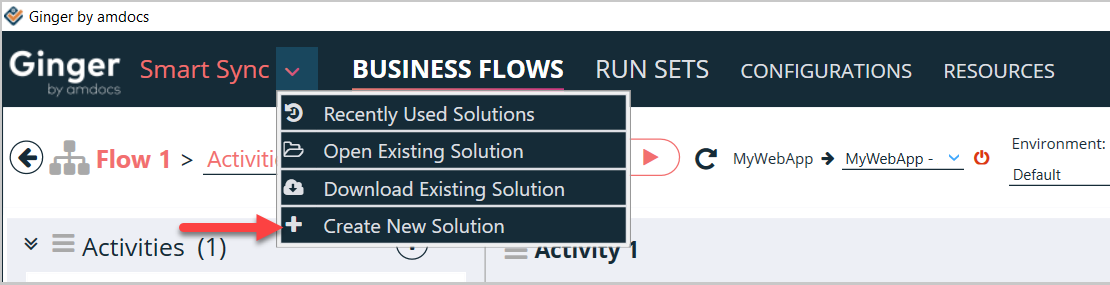 Ginger by amdocs
Ginger by amdocs Smart Sync BUSINESS FLOWS RUN SETS CONFIGURATIONS RESOURCES
Recently Used Solutions
Open Existing Solution
Download Existing Solution
Create New Solution
Flow 1 > Activiti
MyWebApp MyWebApp -
Environment:
Default
Activities (1)
Activity 1